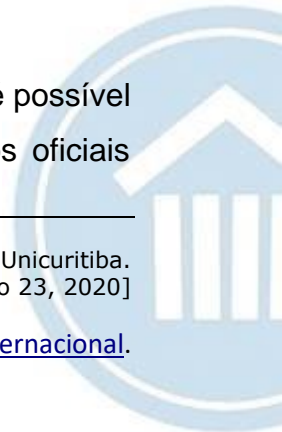 e possível
s oficiais
Unicuritiba.
o 23, 2020]
ernacional.